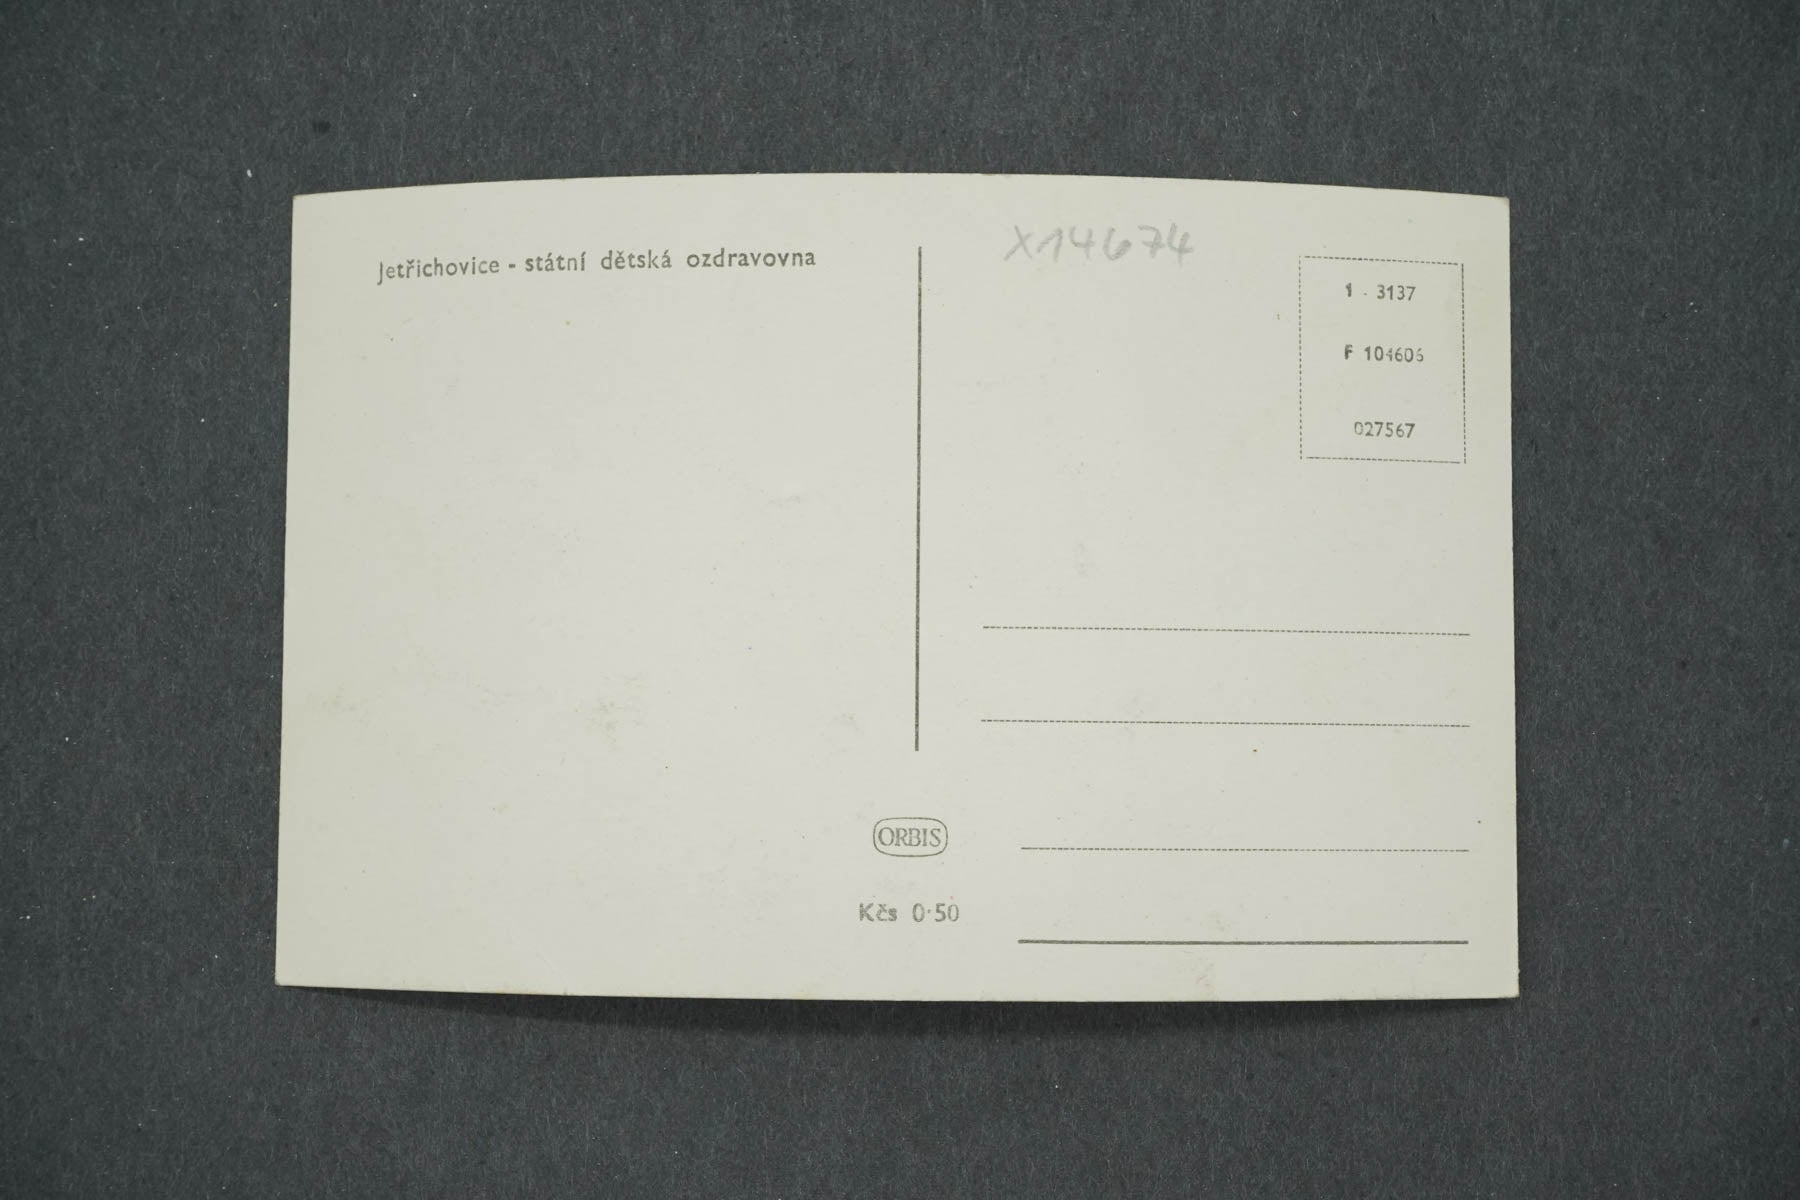 Jetřichovice - státní dětská ozdravovna
X14674
1 - 3137
F 104606
027567
ORBIS
Kčs 0·50